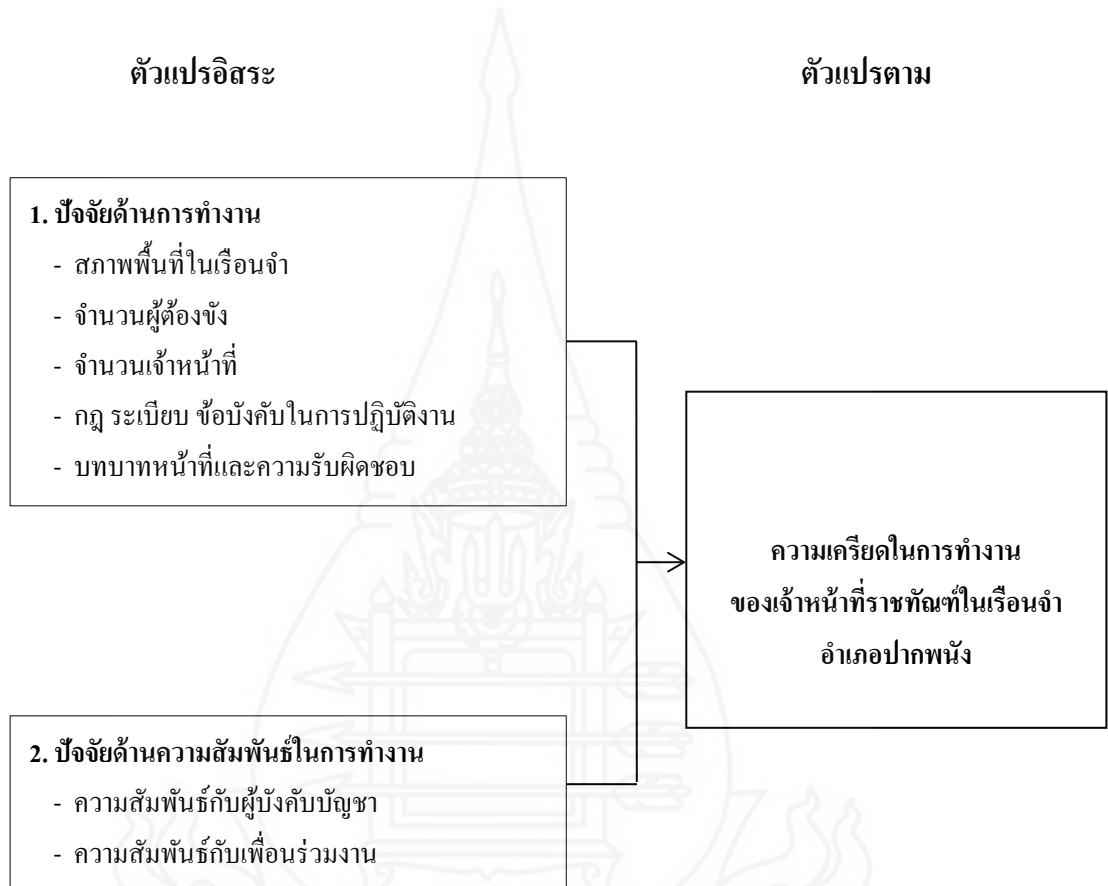 ตัวแปรอิสระ
ตัวแปรตาม
1. ปัจจัยด้านการทำงาน
- สภาพพื้นที่ในเรือนจำ
- จำนวนผู้ต้องขัง
- จำนวนเจ้าหน้าที่
- กฎ ระเบียบ ข้อบังคับในการปฏิบัติงาน
- บทบาทหน้าที่และความรับผิดชอบ
ความเครียดในการทำงาน
ของเจ้าหน้าที่ราชทัณฑ์ในเรือนจำ
อำเภอปากพนัง
2. ปัจจัยด้านความสัมพันธ์ในการทำงาน
- ความสัมพันธ์กับผู้บังคับบัญชา
- ความสัมพันธ์กับเพื่อนร่วมงาน